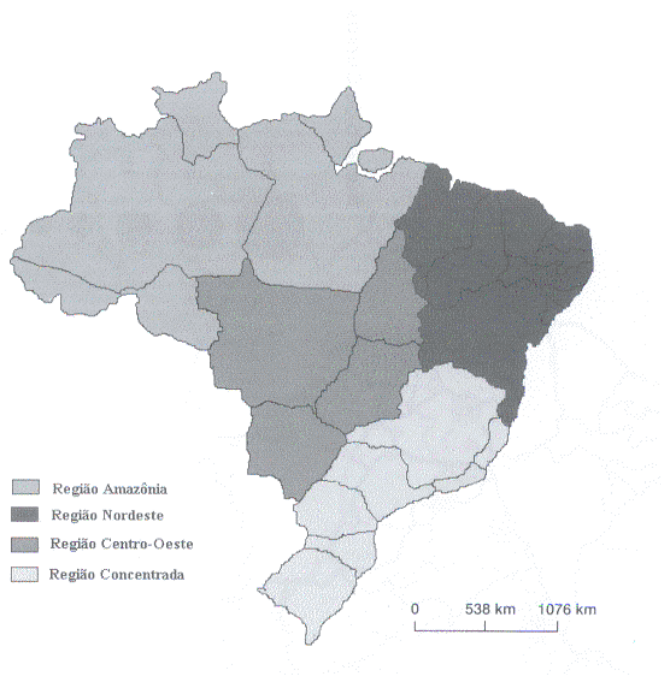 Região Amazônia
Região Nordeste
Região Centro-Oeste
Região Concentrada
0 538 km 1076 km